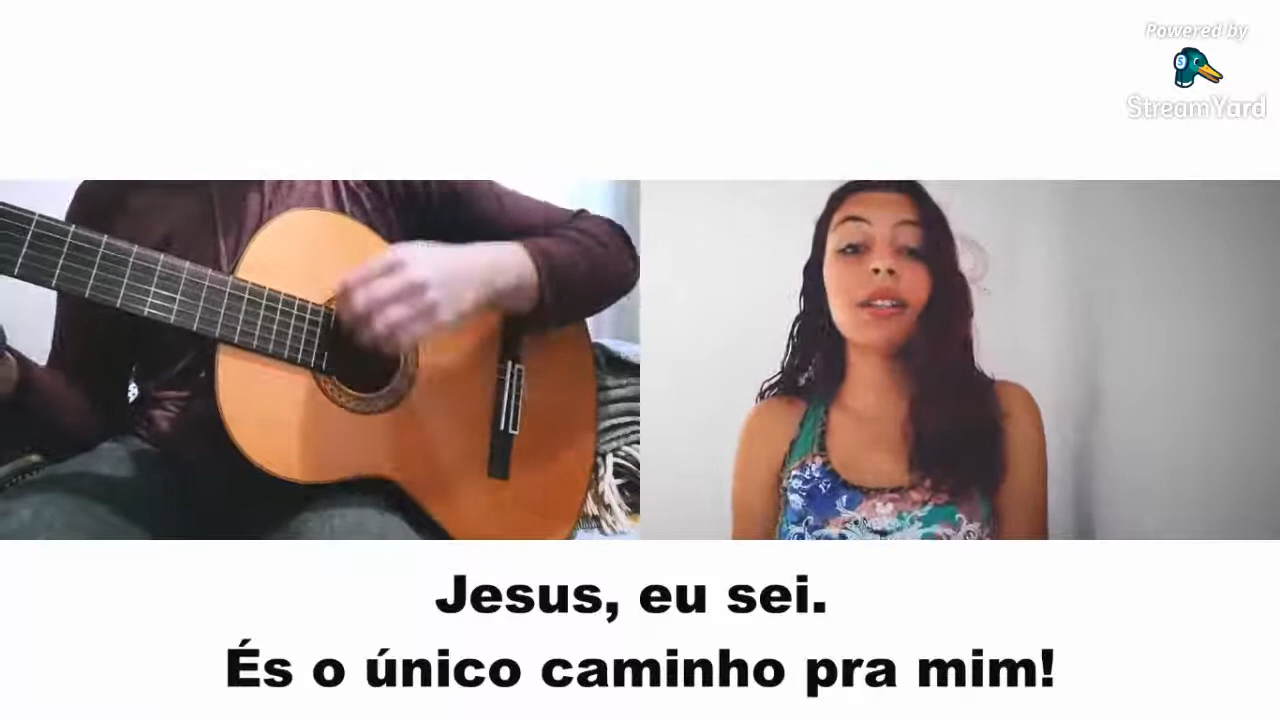 Powered by
S
StreamYard
Jesus, eu sei.
És o único caminho pra mim!